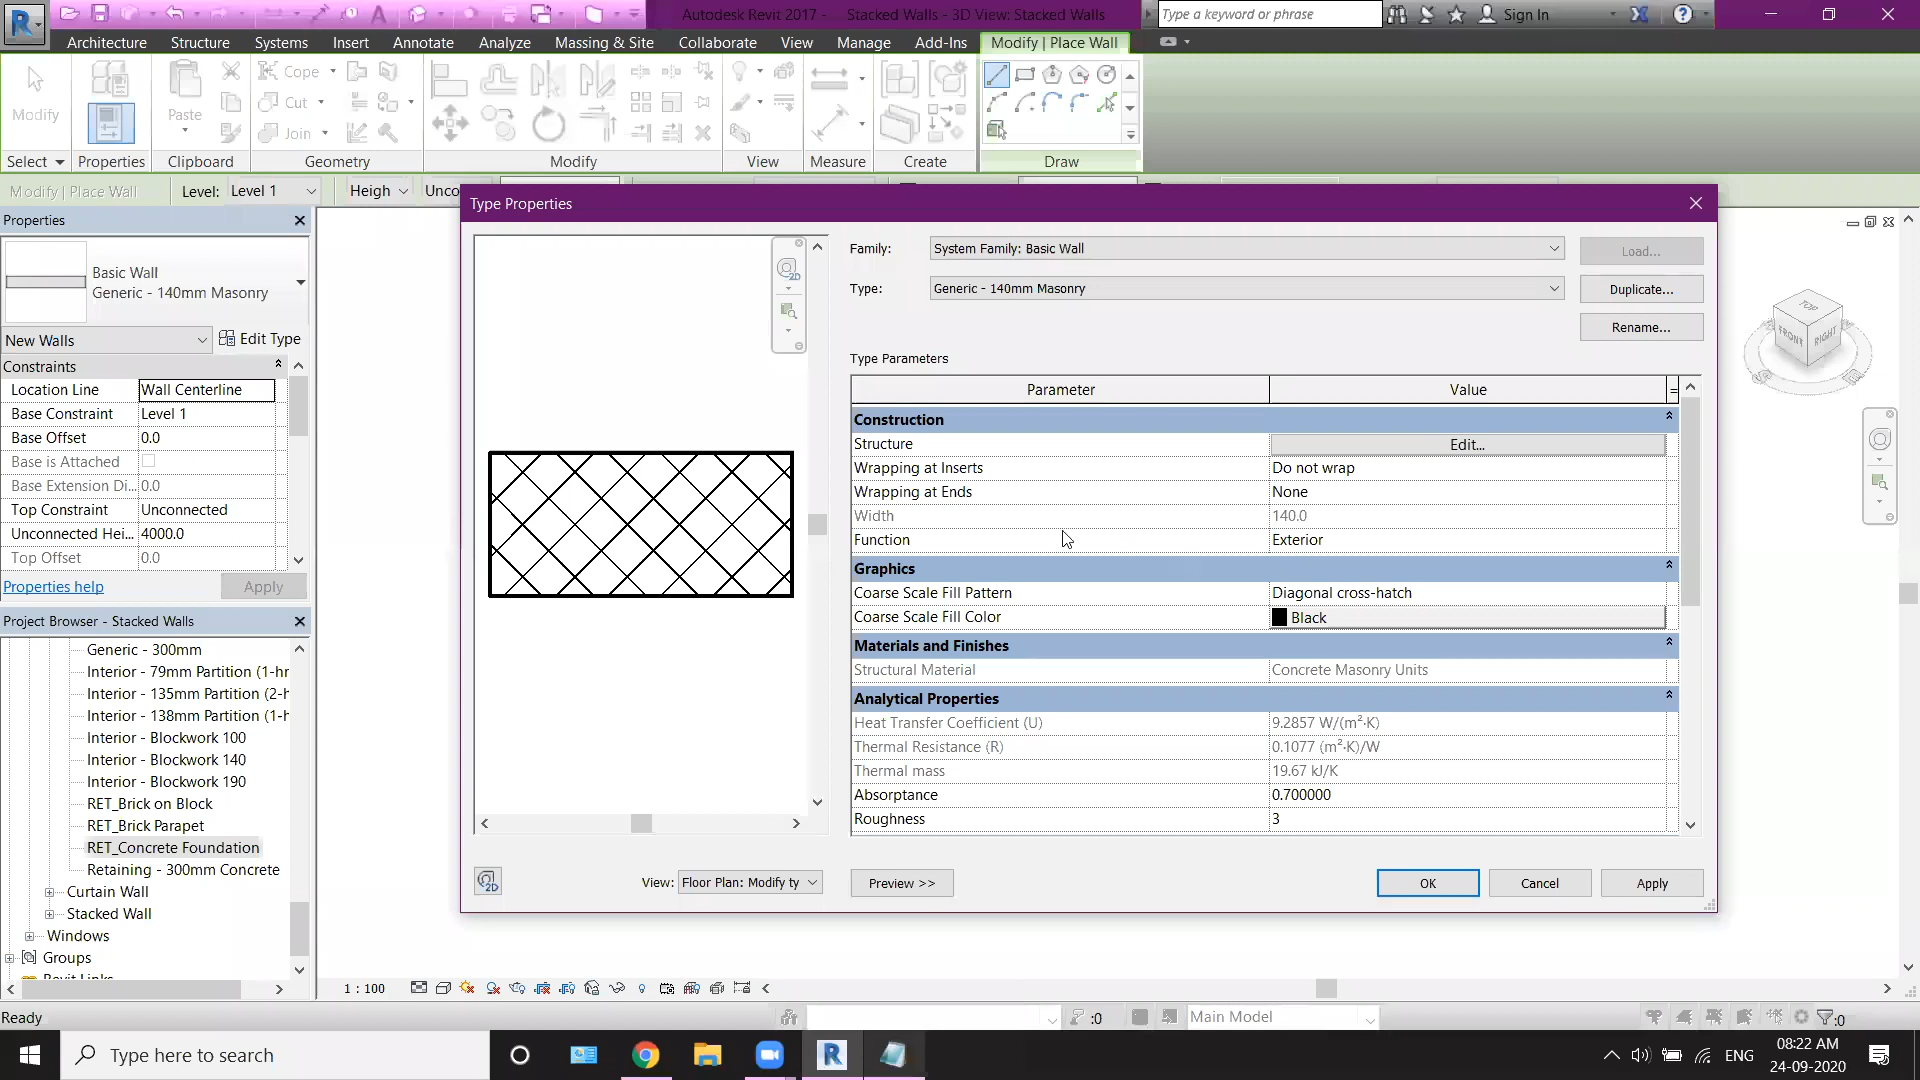 Autodesk Revit 2017 - Stacked Walls - 3D View: Stacked Walls
Type a keyword or phrase
Sign In
Architecture Structure Systems Insert Annotate Analyze Massing & Site Collaborate View Manage Add-Ins Modify | Place Wall
Modify
Paste
Cope
Cut
Join
Select Properties Clipboard Geometry Modify View Measure Create Draw
Modify | Place Wall Level: Level 1 Heigh Unco
Properties
Basic Wall
Generic - 140mm Masonry
New Walls Edit Type
Constraints
Location Line Wall Centerline
Base Constraint Level 1
Base Offset 0.0
Base is Attached
Base Extension Di... 0.0
Top Constraint Unconnected
Unconnected Hei... 4000.0
Top Offset 0.0
Properties help Apply
Project Browser - Stacked Walls
Generic - 300mm
Interior - 79mm Partition (1-hr
Interior - 135mm Partition (2-h
Interior - 138mm Partition (1-h
Interior - Blockwork 100
Interior - Blockwork 140
Interior - Blockwork 190
RET_Brick on Block
RET_Brick Parapet
RET_Concrete Foundation
Retaining - 300mm Concrete
Curtain Wall
Stacked Wall
Windows
Groups
Revit Links
Type Properties
2D
Family: System Family: Basic Wall Load...
Type: Generic - 140mm Masonry Duplicate...
Rename...
Type Parameters
Parameter Value =
Construction
Structure Edit...
Wrapping at Inserts Do not wrap
Wrapping at Ends None
Width 140.0
Function Exterior
Graphics
Coarse Scale Fill Pattern Diagonal cross-hatch
Coarse Scale Fill Color Black
Materials and Finishes
Structural Material Concrete Masonry Units
Analytical Properties
Heat Transfer Coefficient (U) 9.2857 W/(m²·K)
Thermal Resistance (R) 0.1077 (m²·K)/W
Thermal mass 19.67 kJ/K
Absorptance 0.700000
Roughness 3
2D
View: Floor Plan: Modify ty Preview >> OK Cancel Apply
TOP
FRONT
RIGHT
1 : 100
Ready :0 Main Model :0
Type here to search
ENG
08:22 AM
24-09-2020